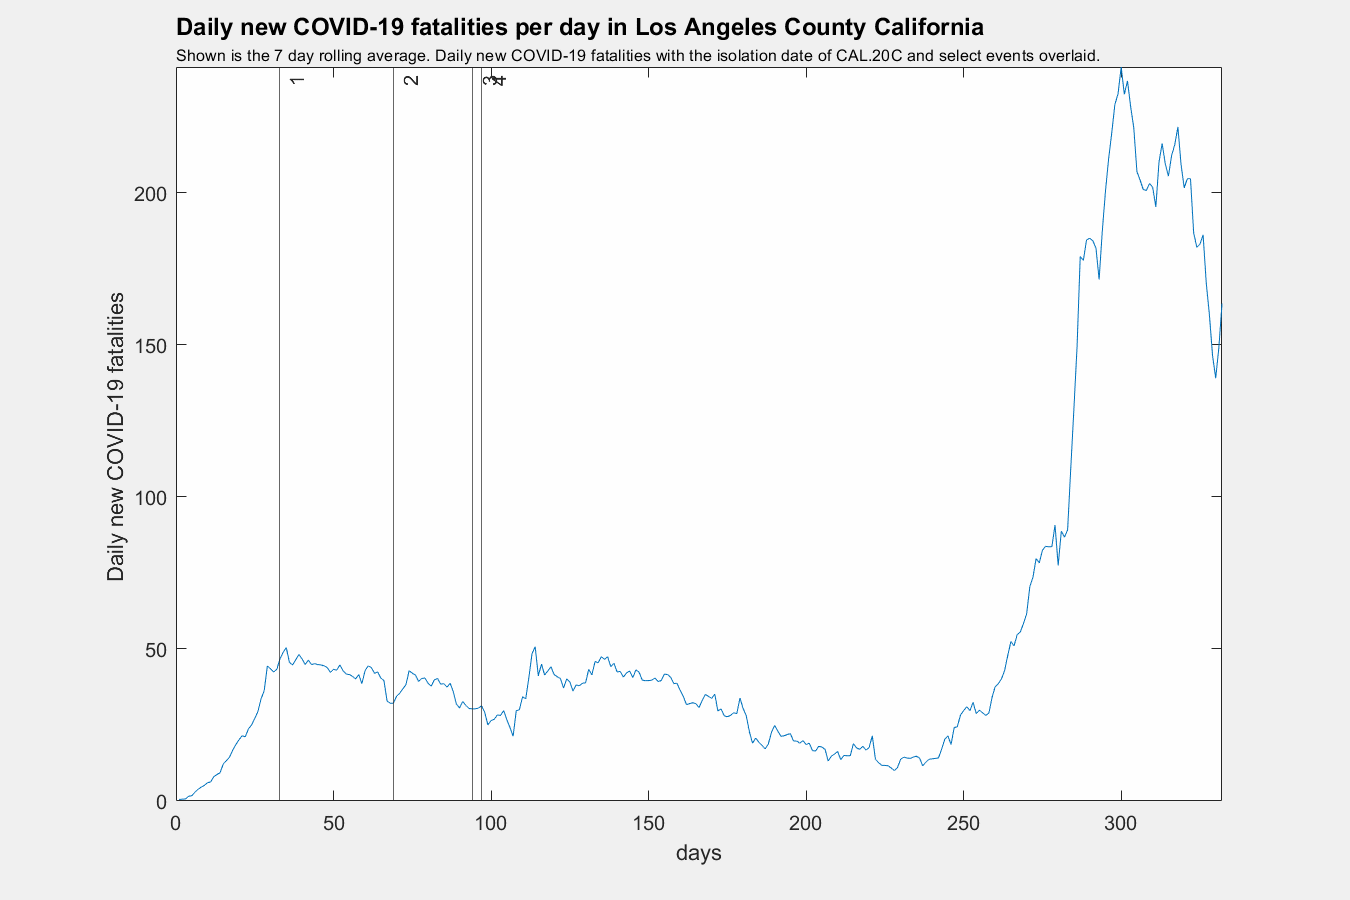 Daily new COVID-19 fatalities per day in Los Angeles County California
Shown is the 7 day rolling average. Daily new COVID-19 fatalities with the isolation date of CAL.20C and select events overlaid.
1
2
3
4
Daily new COVID-19 fatalities
200
150
100
50
0
0 50 100 150 200 250 300
days